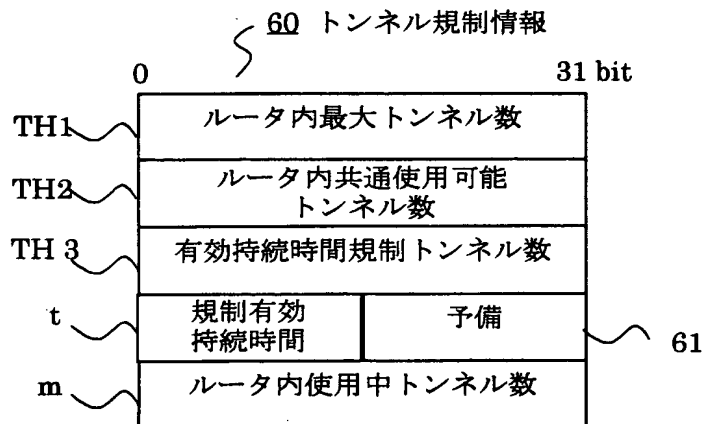 60 トンネル規制情報
0 31 bit
TH1 ルータ内最大トンネル数
TH2 ルータ内共通使用可能
トンネル数
TH 3 有効持続時間規制トンネル数
t 規制有効 予備
持続時間 61
m ルータ内使用中トンネル数